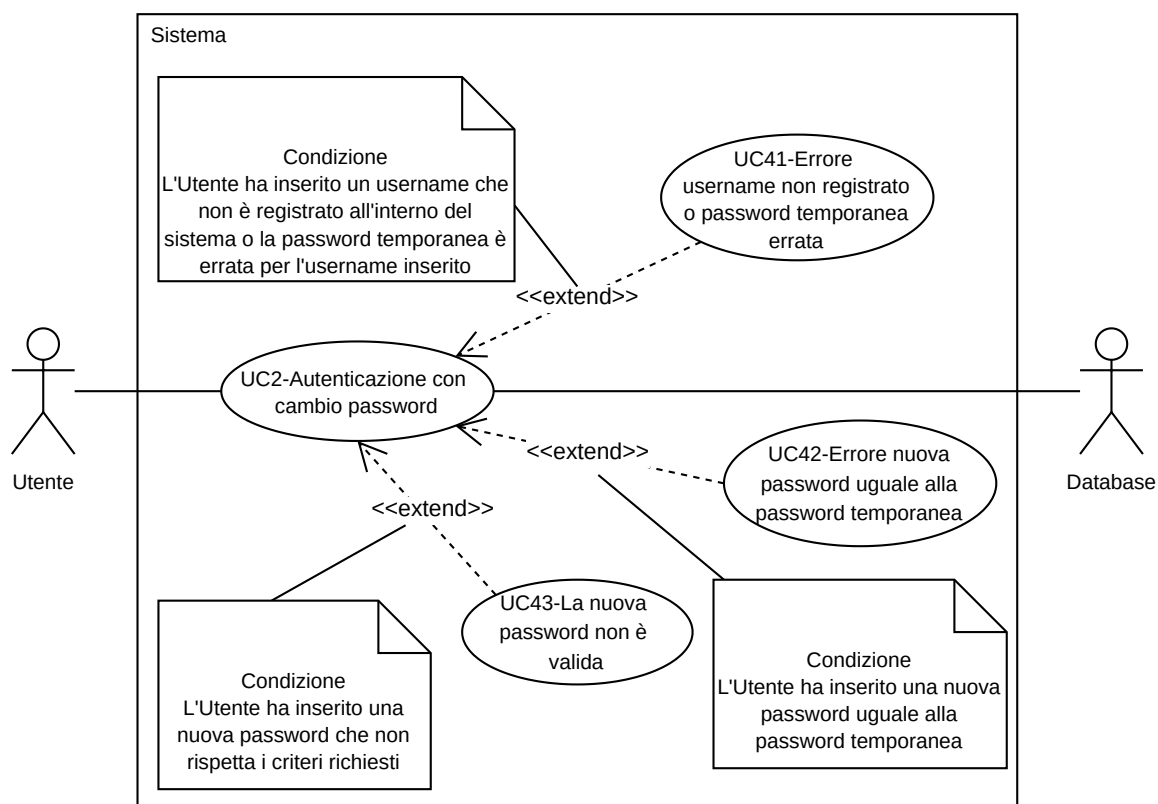 Sistema
Condizione
L'Utente ha inserito un username che
non è registrato all'interno del
sistema o la password temporanea è
errata per l'username inserito
UC41-Errore
username non registrato
o password temporanea
errata
<<extend>>
UC2-Autenticazione con
cambio password
Utente
Database
<<extend>>
UC42-Errore nuova
password uguale alla
password temporanea
<<extend>>
UC43-La nuova
password non è
valida
Condizione
L'Utente ha inserito una
nuova password che non
rispetta i criteri richiesti
Condizione
L'Utente ha inserito una nuova
password uguale alla
password temporanea